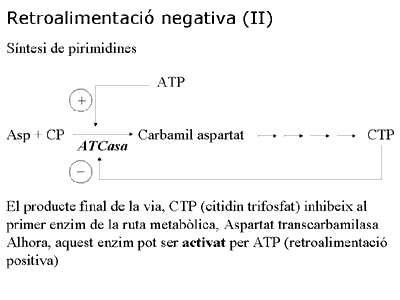 Retroalimentació negativa (II)
Síntesi de pirimidines
ATP
+
Asp + CP
Carbamil aspartat
CTP
ATCasa
−
El producte final de la via, CTP (citidin trifosfat) inhibeix al
primer enzim de la ruta metabòlica, Aspartat transcarbamilasa
Alhora, aquest enzim pot ser activat per ATP (retroalimentació
positiva)